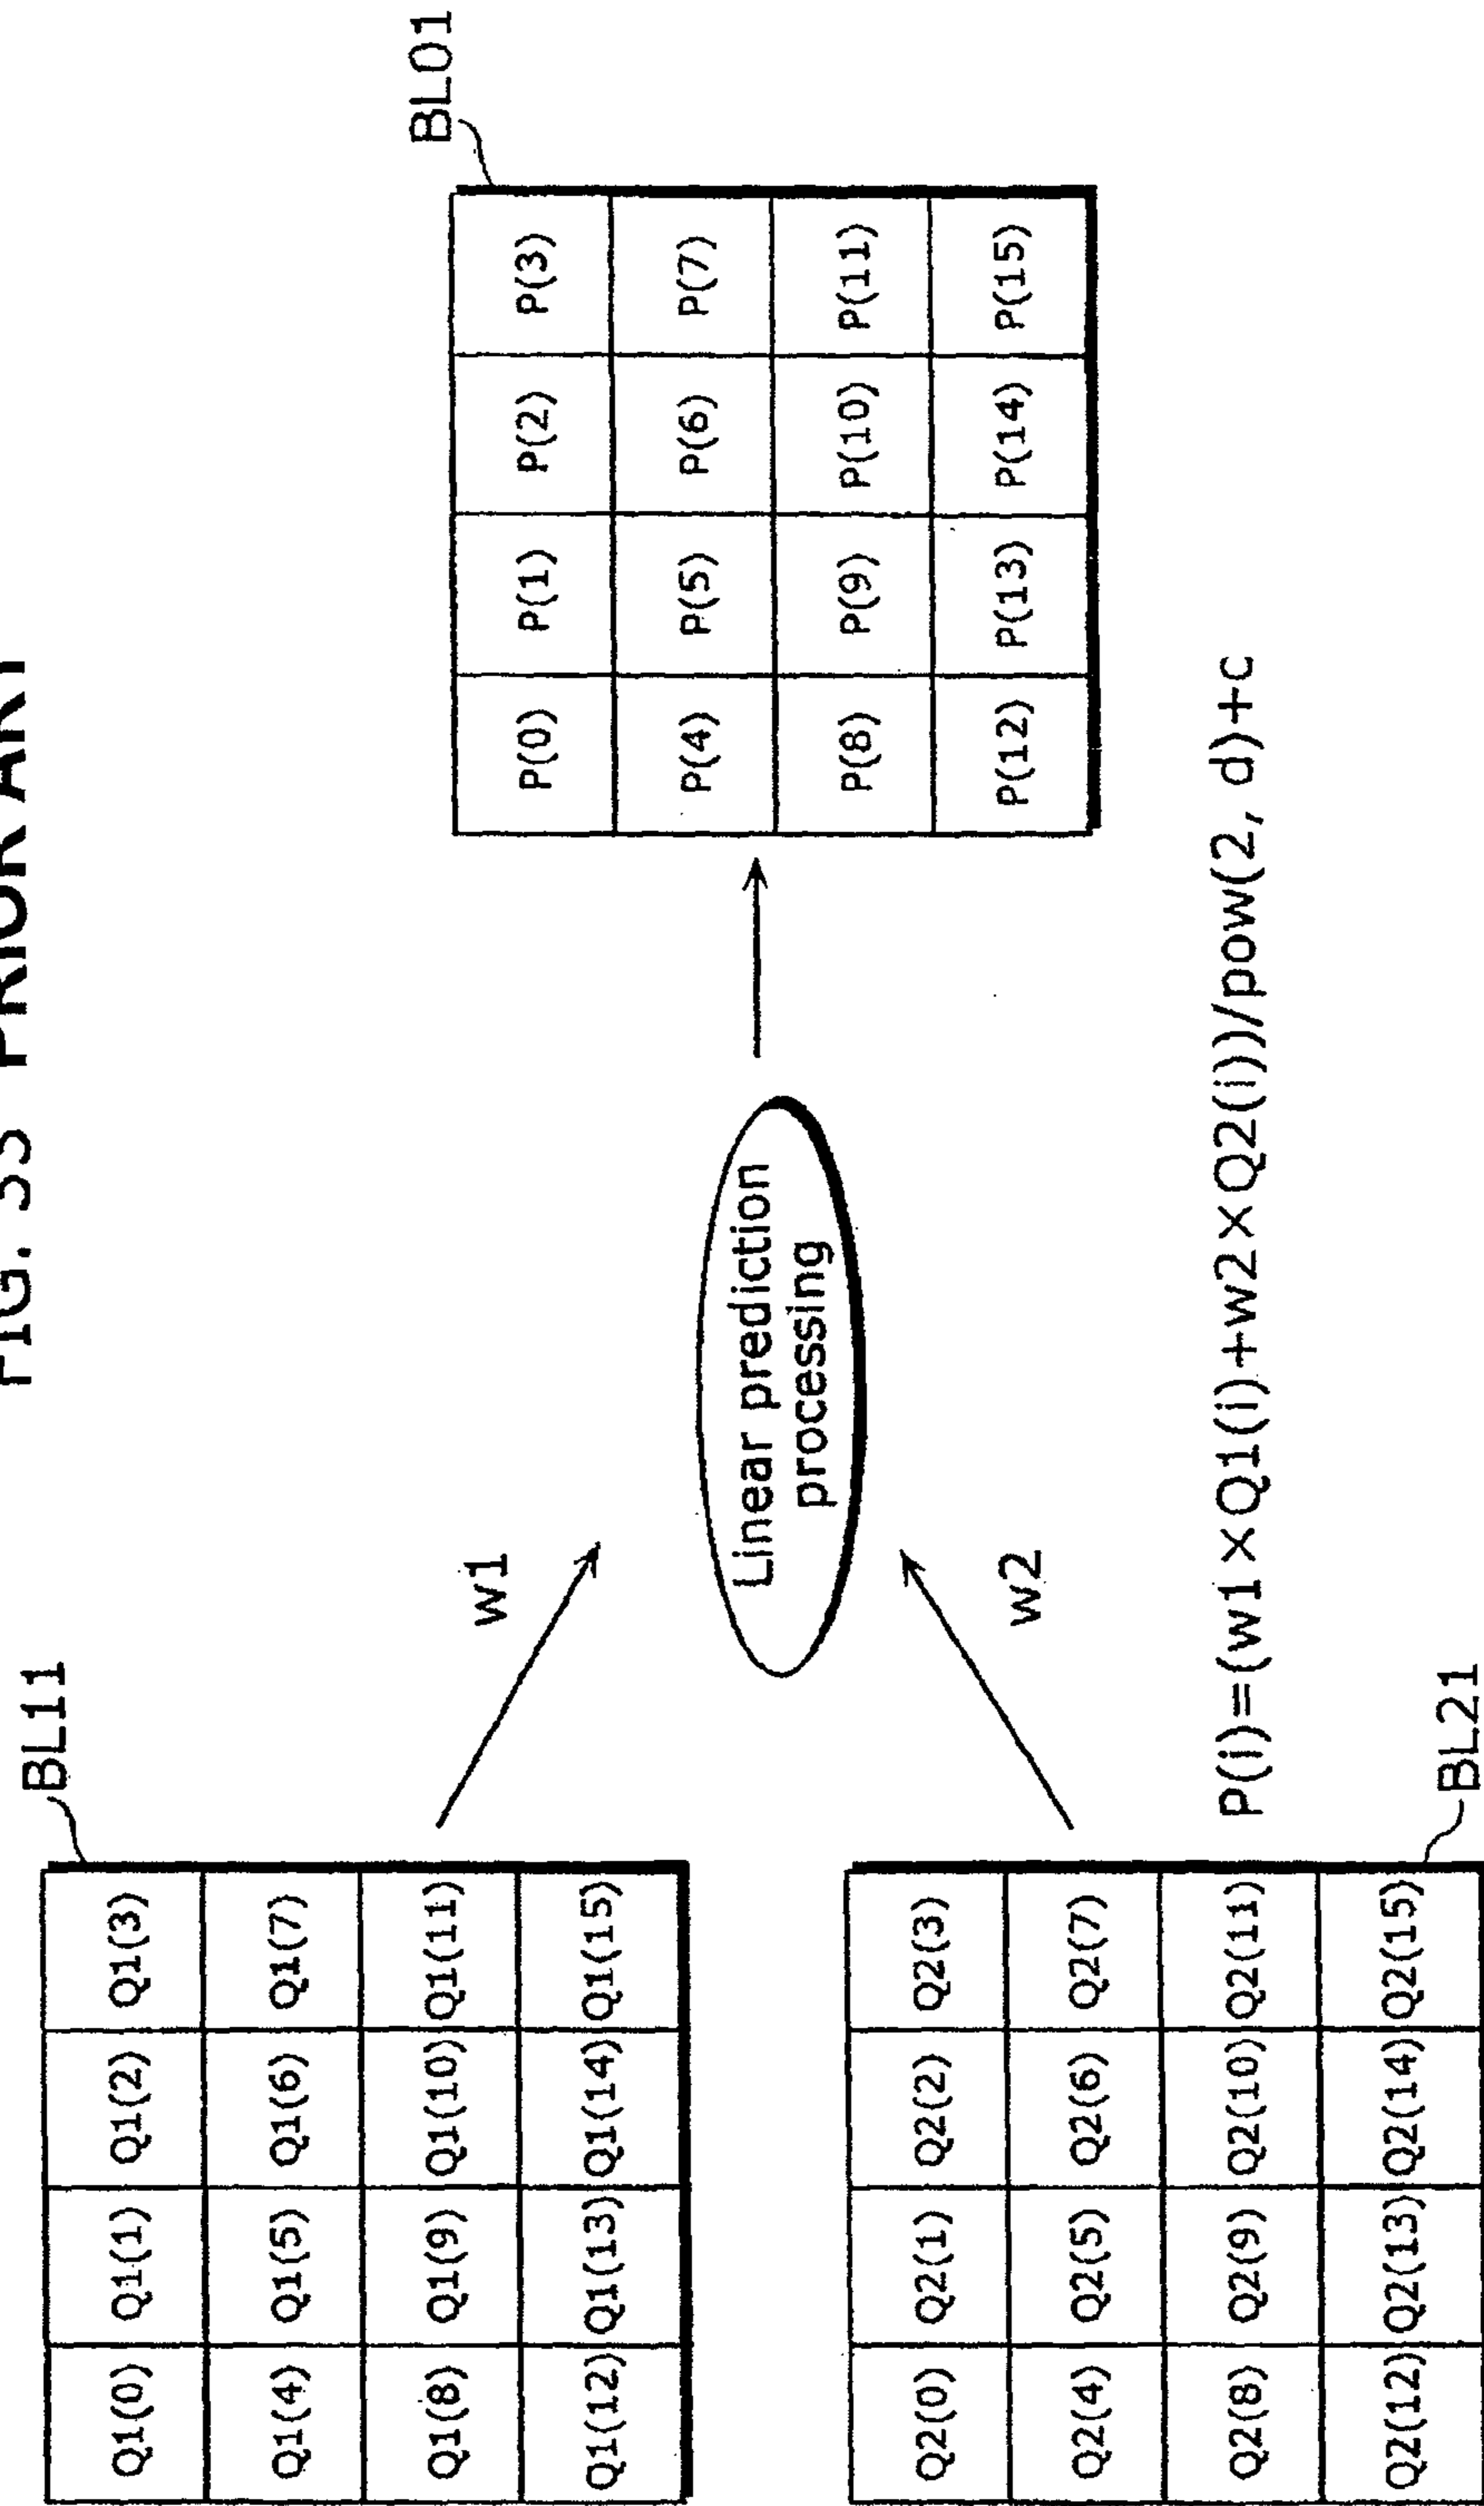 FIG. 33 PRIOR ART
BL11
Q1(0) Q1(1) Q1(2) Q1(3)
Q1(4) Q1(5) Q1(6) Q1(7)
Q1(8) Q1(9) Q1(10) Q1(11)
Q1(12) Q1(13) Q1(14) Q1(15)
w1
Linear prediction
processing
w2
BL01
P(0) P(1) P(2) P(3)
P(4) P(5) P(6) P(7)
P(8) P(9) P(10) P(11)
P(12) P(13) P(14) P(15)
Q2(0) Q2(1) Q2(2) Q2(3)
Q2(4) Q2(5) Q2(6) Q2(7)
Q2(8) Q2(9) Q2(10) Q2(11)
Q2(12) Q2(13) Q2(14) Q2(15)
P(i)=(w1×Q1(i)+w2×Q2(i))/pow(2, d)+c
BL21